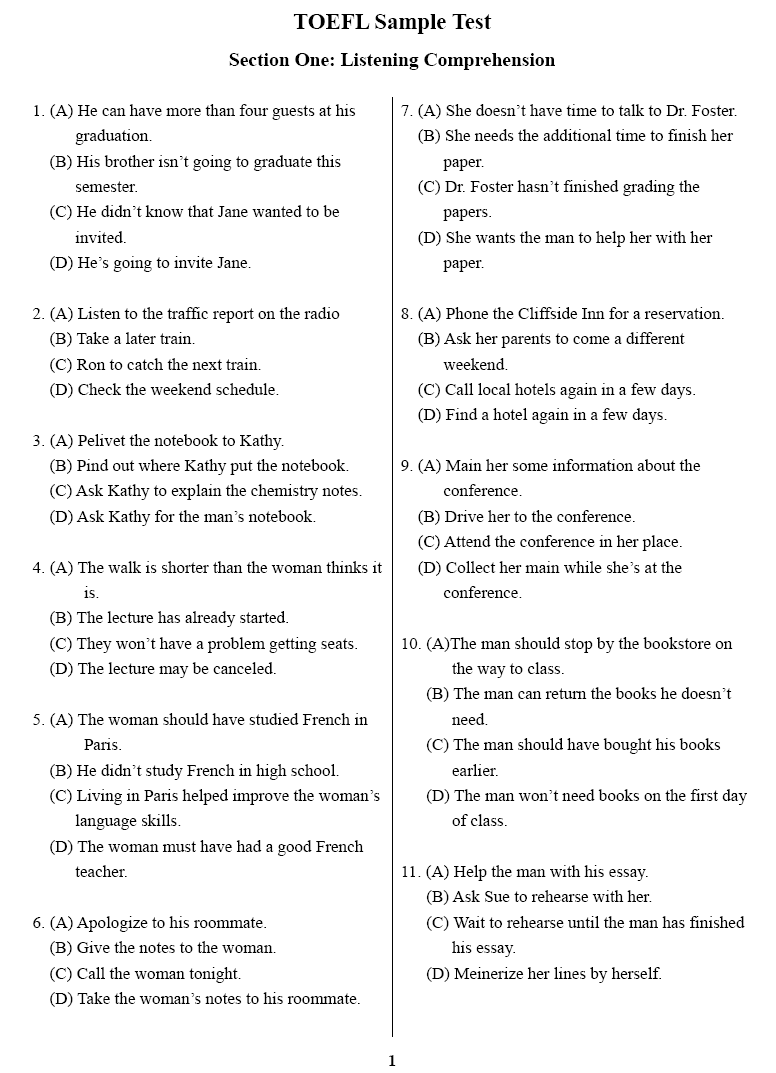 TOEFL Sample Test
Section One: Listening Comprehension
1. (A) He can have more than four guests at his
graduation.
(B) His brother isn’t going to graduate this
semester.
(C) He didn’t know that Jane wanted to be
invited.
(D) He’s going to invite Jane.
2. (A) Listen to the traffic report on the radio
(B) Take a later train.
(C) Ron to catch the next train.
(D) Check the weekend schedule.
3. (A) Pelivet the notebook to Kathy.
(B) Pind out where Kathy put the notebook.
(C) Ask Kathy to explain the chemistry notes.
(D) Ask Kathy for the man’s notebook.
4. (A) The walk is shorter than the woman thinks it
is.
(B) The lecture has already started.
(C) They won’t have a problem getting seats.
(D) The lecture may be canceled.
5. (A) The woman should have studied French in
Paris.
(B) He didn’t study French in high school.
(C) Living in Paris helped improve the woman’s
language skills.
(D) The woman must have had a good French
teacher.
6. (A) Apologize to his roommate.
(B) Give the notes to the woman.
(C) Call the woman tonight.
(D) Take the woman’s notes to his roommate.
7. (A) She doesn’t have time to talk to Dr. Foster.
(B) She needs the additional time to finish her
paper.
(C) Dr. Foster hasn’t finished grading the
papers.
(D) She wants the man to help her with her
paper.
8. (A) Phone the Cliffside Inn for a reservation.
(B) Ask her parents to come a different
weekend.
(C) Call local hotels again in a few days.
(D) Find a hotel again in a few days.
9. (A) Main her some information about the
conference.
(B) Drive her to the conference.
(C) Attend the conference in her place.
(D) Collect her main while she’s at the
conference.
10. (A)The man should stop by the bookstore on
the way to class.
(B) The man can return the books he doesn’t
need.
(C) The man should have bought his books
earlier.
(D) The man won’t need books on the first day
of class.
11. (A) Help the man with his essay.
(B) Ask Sue to rehearse with her.
(C) Wait to rehearse until the man has finished
his essay.
(D) Meinerize her lines by herself.
1